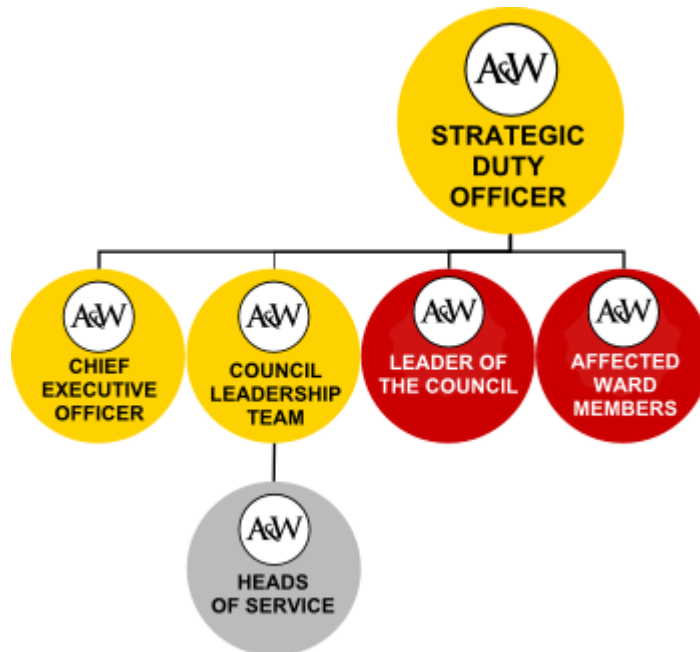 A&W
STRATEGIC
DUTY
OFFICER
A&W
CHIEF
EXECUTIVE
OFFICER
A&W
COUNCIL
LEADERSHIP
TEAM
A&W
LEADER OF
THE COUNCIL
A&W
AFFECTED
WARD
MEMBERS
A&W
HEADS
OF SERVICE